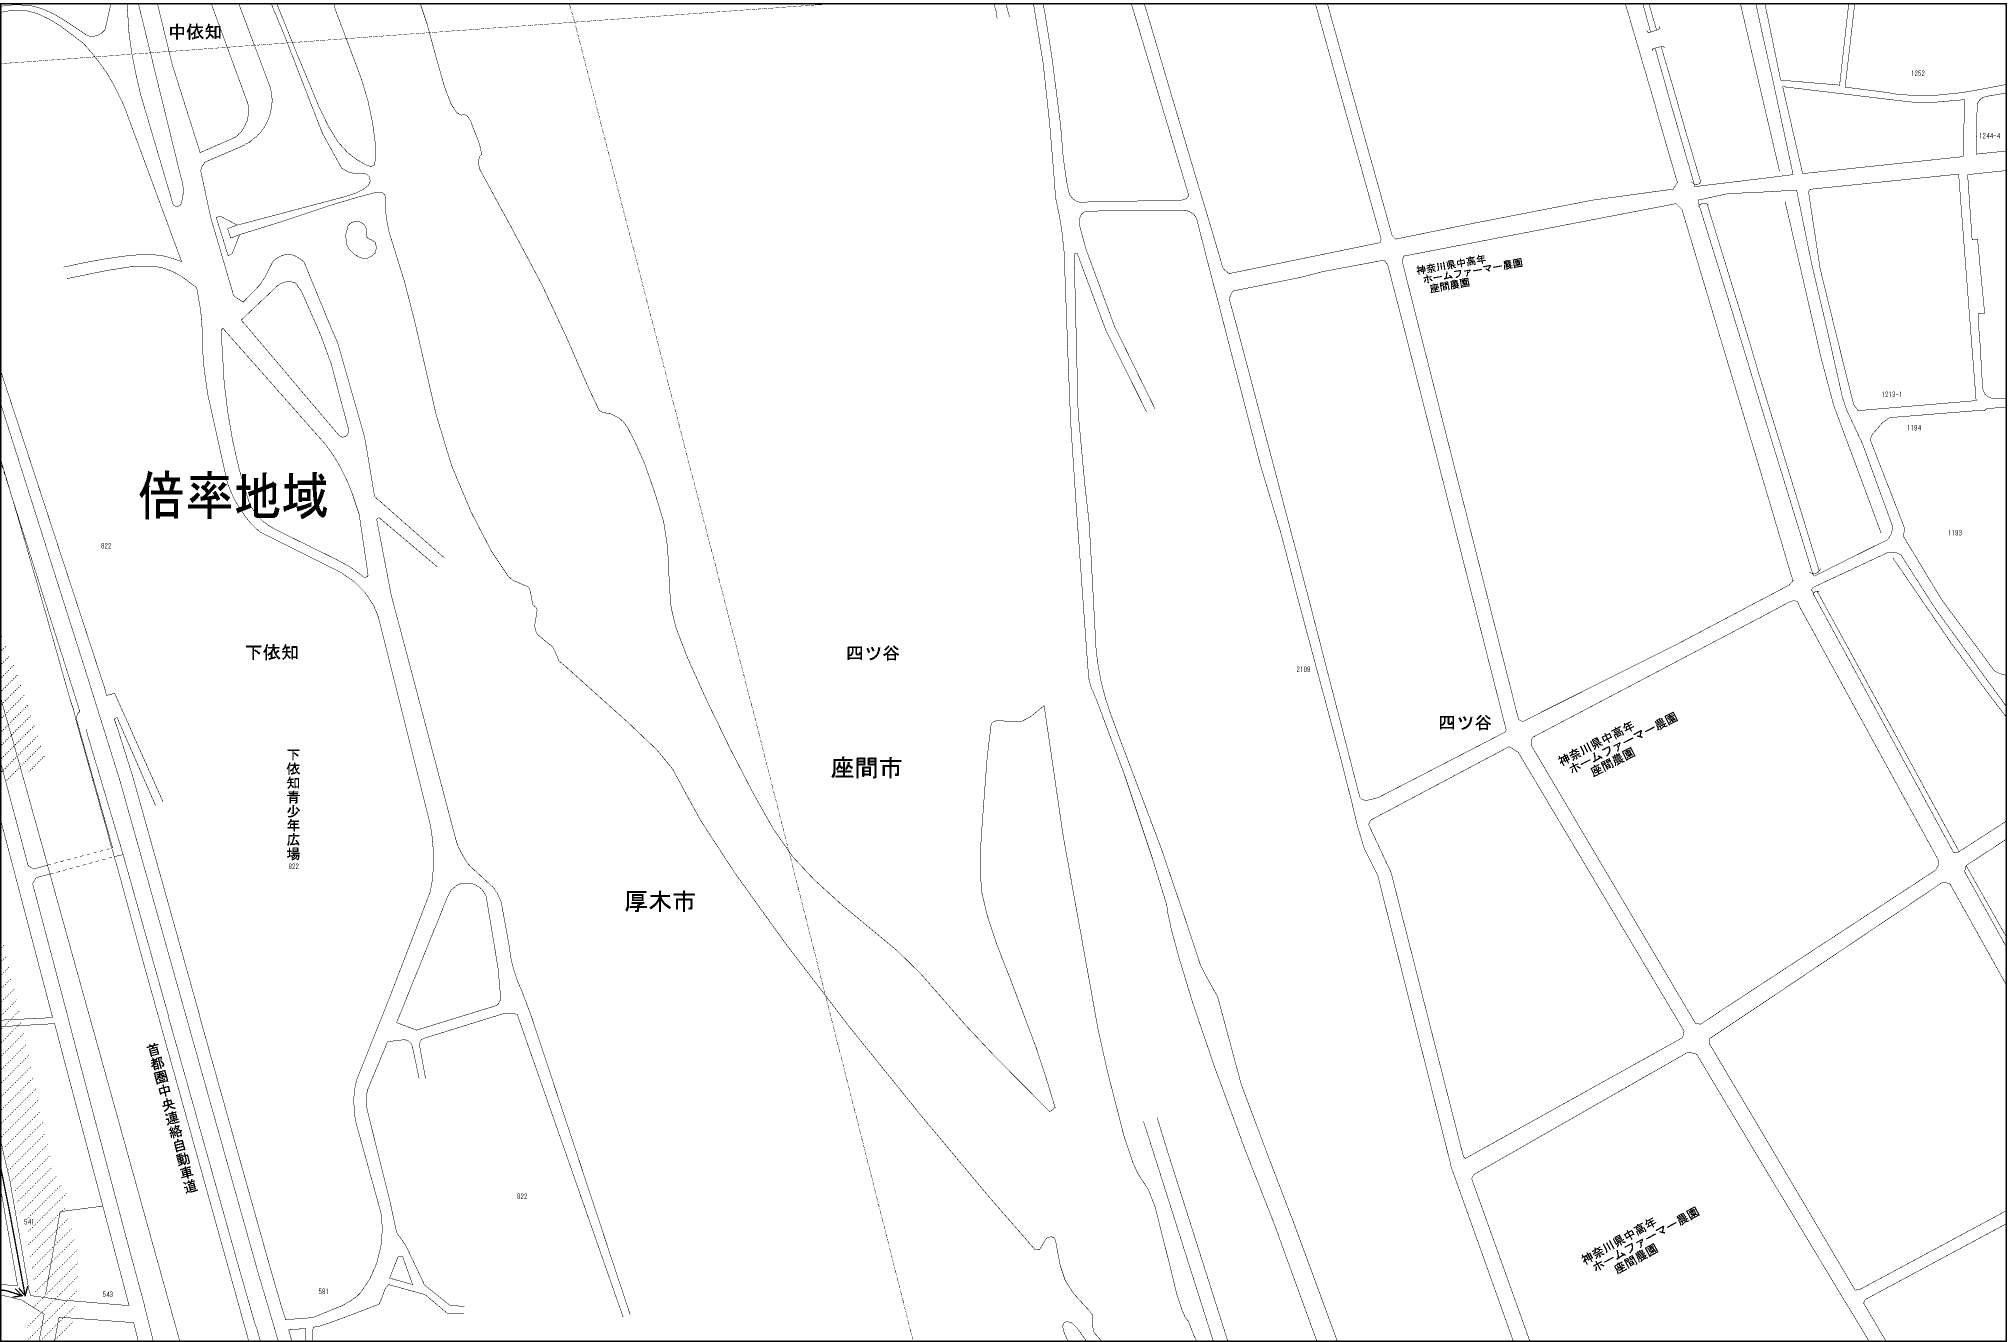 中依知
1252
1244-4
神奈川県中高年
ホームファーマー農園
座間農園
1213-1
1194
倍率地域
1193
822
下依知
四ツ谷
2109
四ツ谷
神奈川県中高年
ホームファーマー農園
座間農園
座間市
下依知青少年広場
822
厚木市
首都圏中央連絡自動車道
822
541
神奈川県中高年
ホームファーマー農園
座間農園
543
581